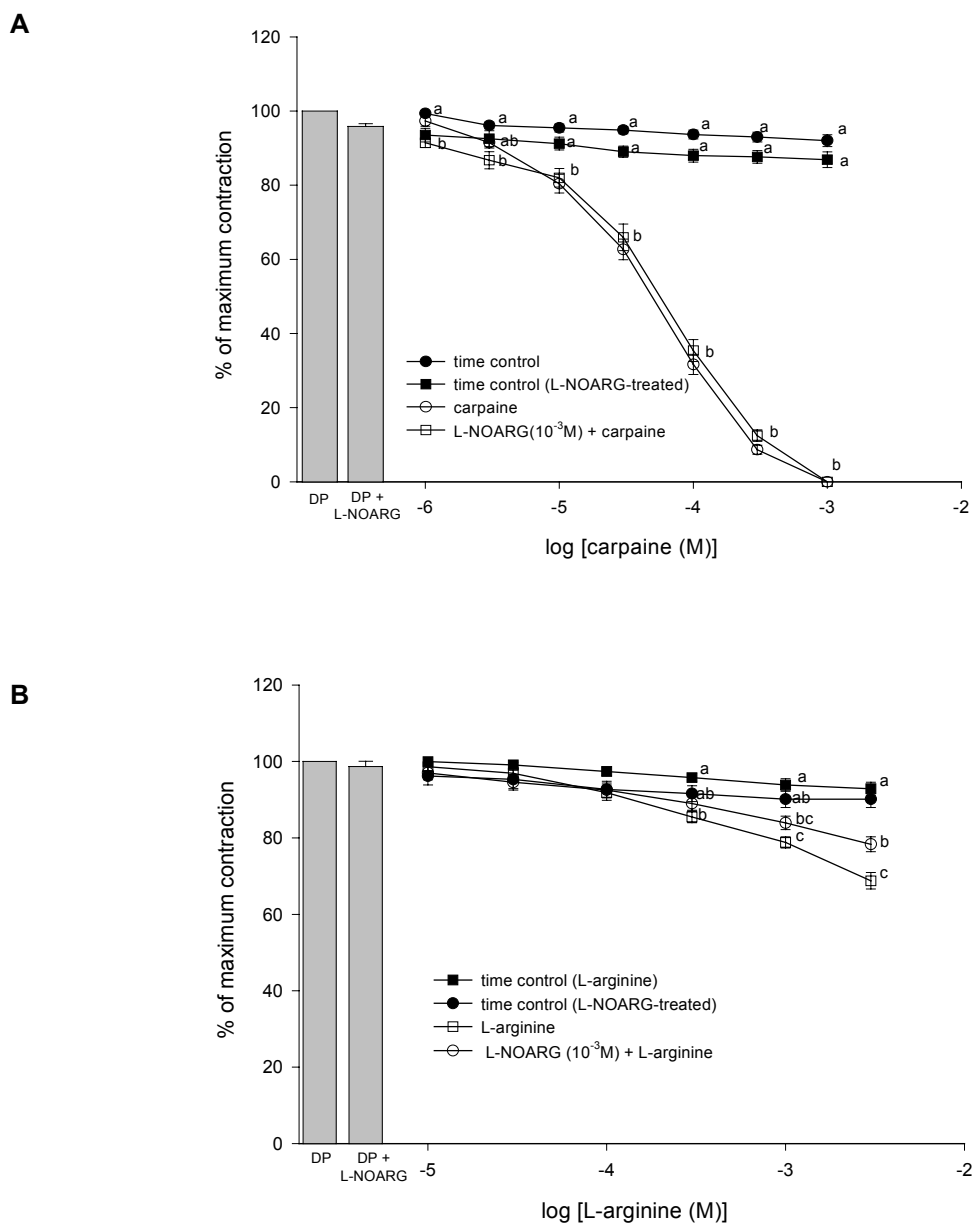 A
120
100
80
60
40
20
0
% of maximum contraction
a a a a a a a
ab a a a a a
b b b b b b b
time control
time control (L-NOARG-treated)
carpaine
L-NOARG(10⁻³M) + carpaine
DP
DP +
L-NOARG
-6 -5 -4 -3 -2
log [carpaine (M)]
B
120
100
80
60
40
20
0
% of maximum contraction
a a a
ab ab
b bc b
c c
time control (L-arginine)
time control (L-NOARG-treated)
L-arginine
L-NOARG (10⁻³M) + L-arginine
DP
DP +
L-NOARG
-5 -4 -3 -2
log [L-arginine (M)]